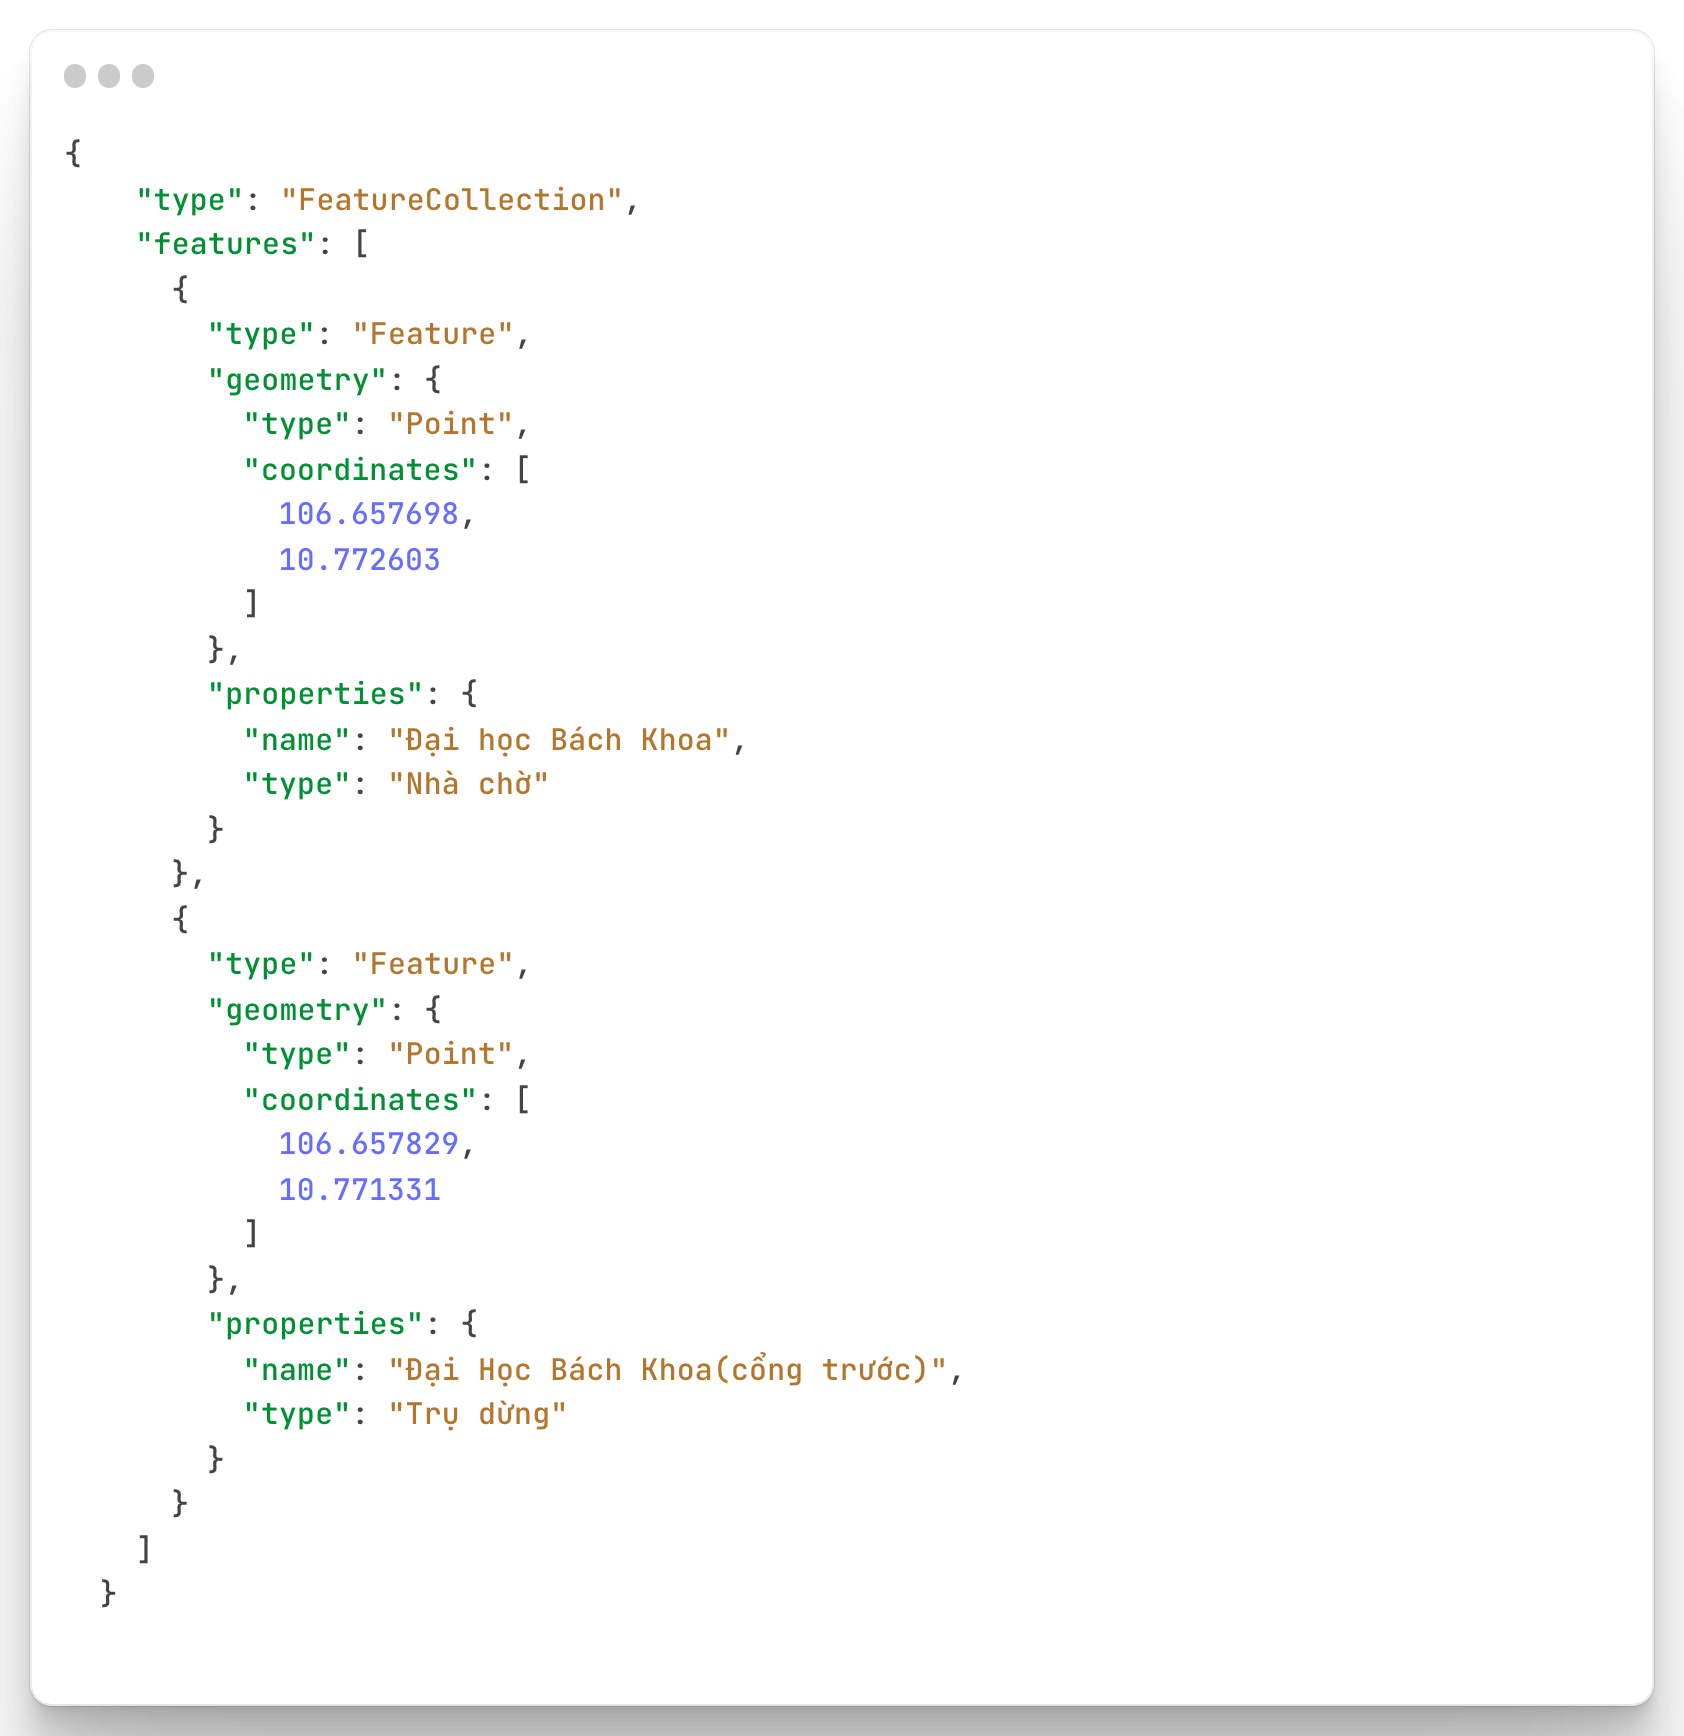 {
    "type": "FeatureCollection",
    "features": [
      {
        "type": "Feature",
        "geometry": {
          "type": "Point",
          "coordinates": [
            106.657698,
            10.772603
          ]
        },
        "properties": {
          "name": "Đại học Bách Khoa",
          "type": "Nhà chờ"
        }
      },
      {
        "type": "Feature",
        "geometry": {
          "type": "Point",
          "coordinates": [
            106.657829,
            10.771331
          ]
        },
        "properties": {
          "name": "Đại Học Bách Khoa(cổng trước)",
          "type": "Trụ dừng"
        }
      }
    ]
  }